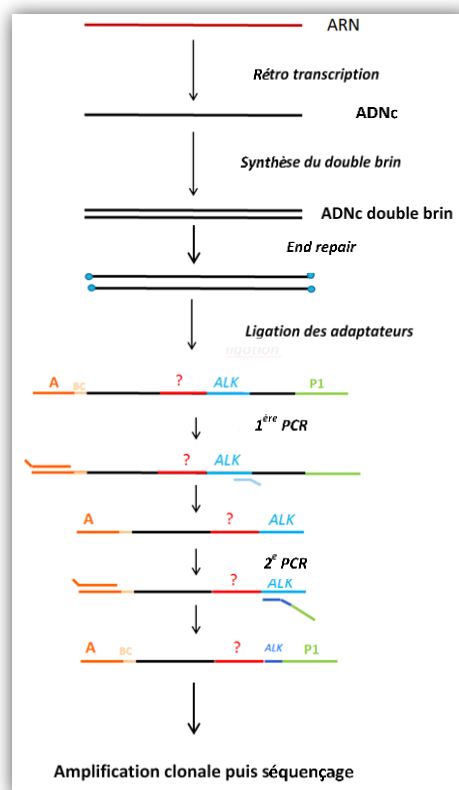 ARN
Rétro transcription
ADNc
Synthèse du double brin
ADNc double brin
End repair
Ligation des adaptateurs
ligation
A BC ? ALK P1
1ère PCR
? ALK
A ? ALK
2e PCR
? ALK
A BC ? ALK P1
Amplification clonale puis séquençage